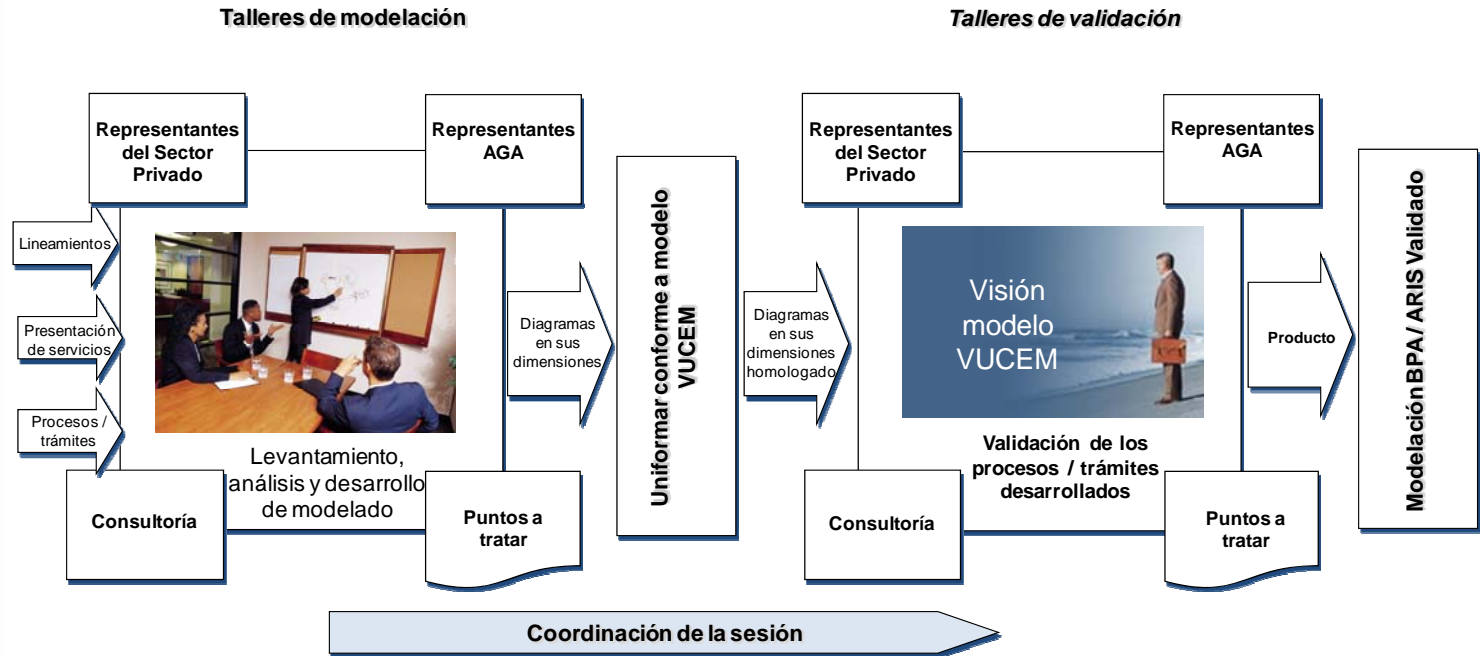 Talleres de modelación
Talleres de validación
Representantes
del Sector
Privado
Representantes
AGA
Lineamientos
Presentación
de servicios
Procesos /
trámites
Levantamiento,
análisis y desarrollo
de modelado
Consultoría
Puntos a
tratar
Diagramas
en sus
dimensiones
Uniformar conforme a modelo
VUCEM
Diagramas
en sus
dimensiones
homologado
Representantes
del Sector
Privado
Representantes
AGA
Visión
modelo
VUCEM
Validación de los
procesos / trámites
desarrollados
Consultoría
Puntos a
tratar
Producto
Modelación BPA / ARIS Validado
Coordinación de la sesión